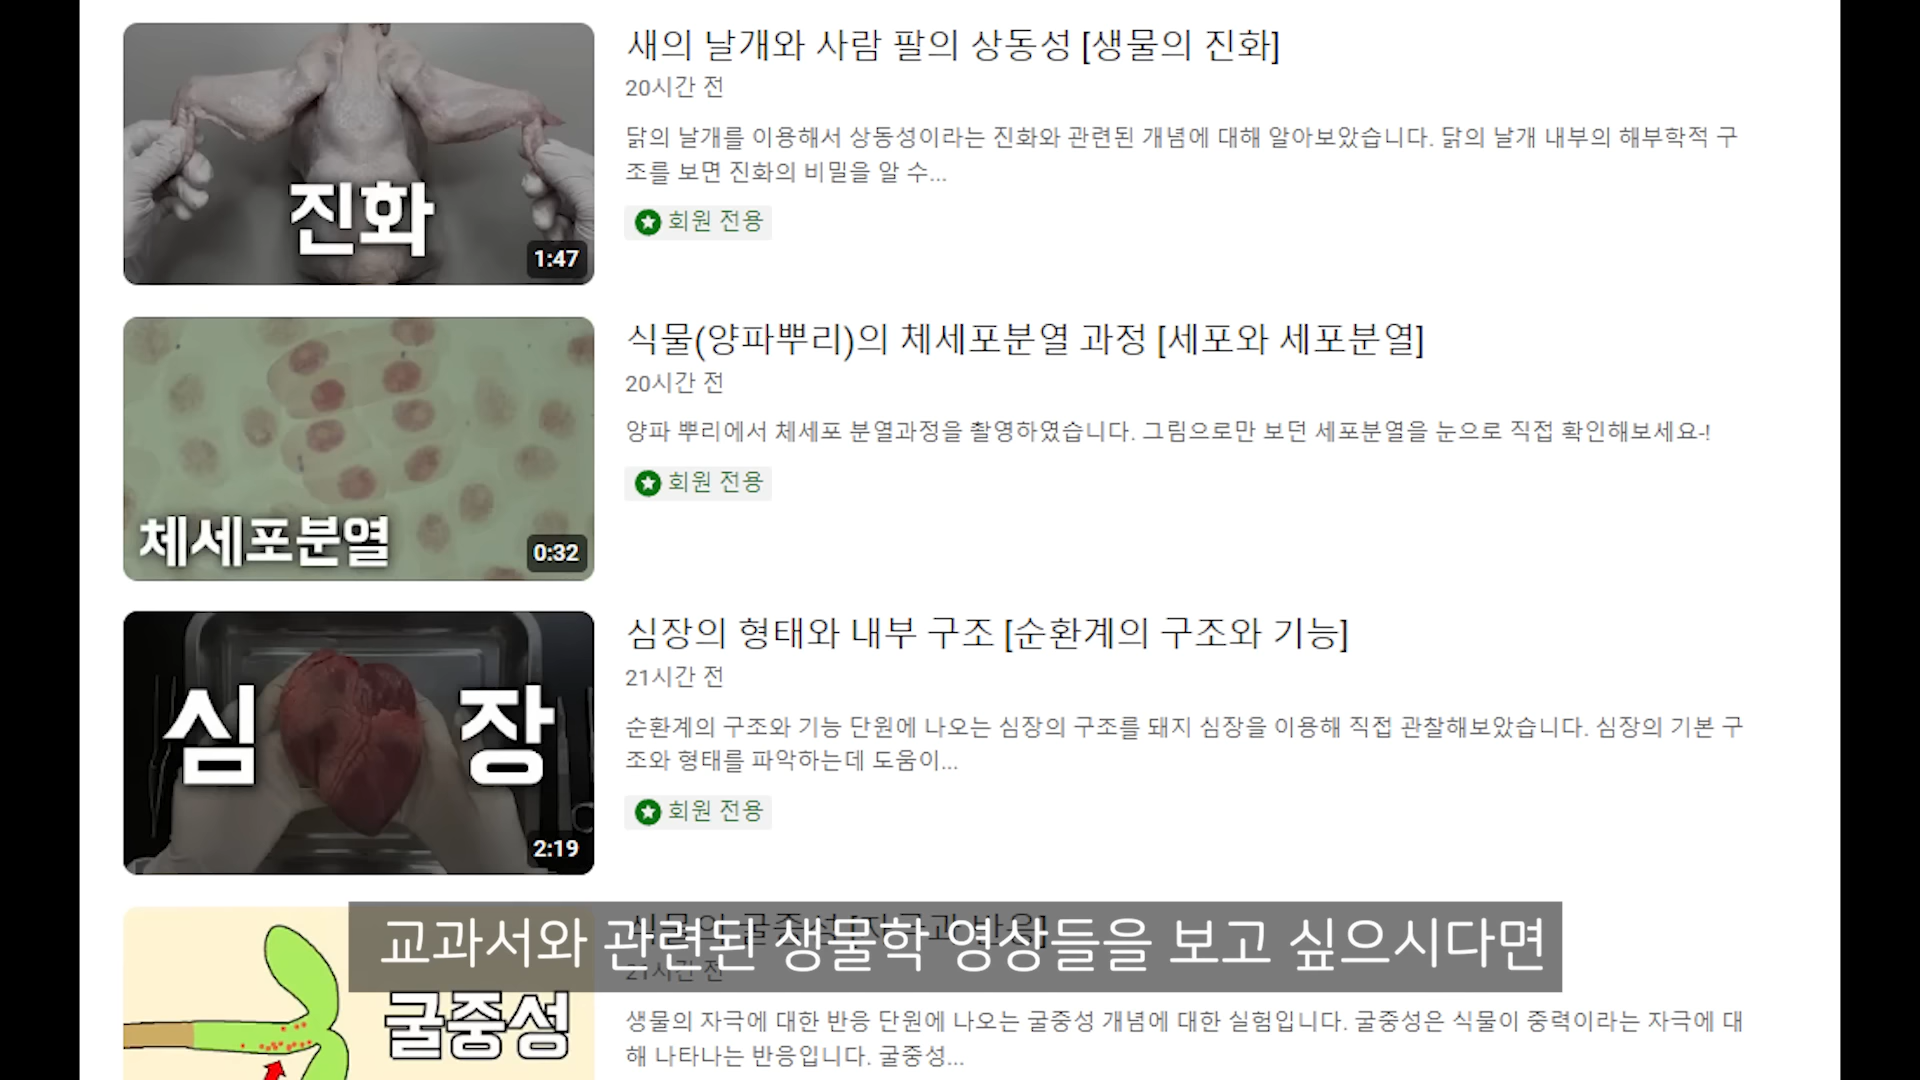 새의 날개와 사람 팔의 상동성 [생물의 진화]
20시간 전
닭의 날개를 이용해서 상동성이라는 진화와 관련된 개념에 대해 알아보았습니다. 닭의 날개 내부의 해부학적 구
조를 보면 진화의 비밀을 알 수...
회원 전용
진화
1:47
식물(양파뿌리)의 체세포분열 과정 [세포와 세포분열]
20시간 전
양파 뿌리에서 체세포 분열과정을 촬영하였습니다. 그림으로만 보던 세포분열을 눈으로 직접 확인해보세요-!
회원 전용
체세포분열
0:32
심장의 형태와 내부 구조 [순환계의 구조와 기능]
21시간 전
순환계의 구조와 기능 단원에 나오는 심장의 구조를 돼지 심장을 이용해 직접 관찰해보았습니다. 심장의 기본 구
조와 형태를 파악하는데 도움이...
회원 전용
심 장
2:19
식물의 굴중성 [자극과 반응]
교과서와 관련된 생물학 영상들을 보고 싶으시다면
21시간 전
굴중성
생물의 자극에 대한 반응 단원에 나오는 굴중성 개념에 대한 실험입니다. 굴중성은 식물이 중력이라는 자극에 대
해 나타나는 반응입니다. 굴중성...